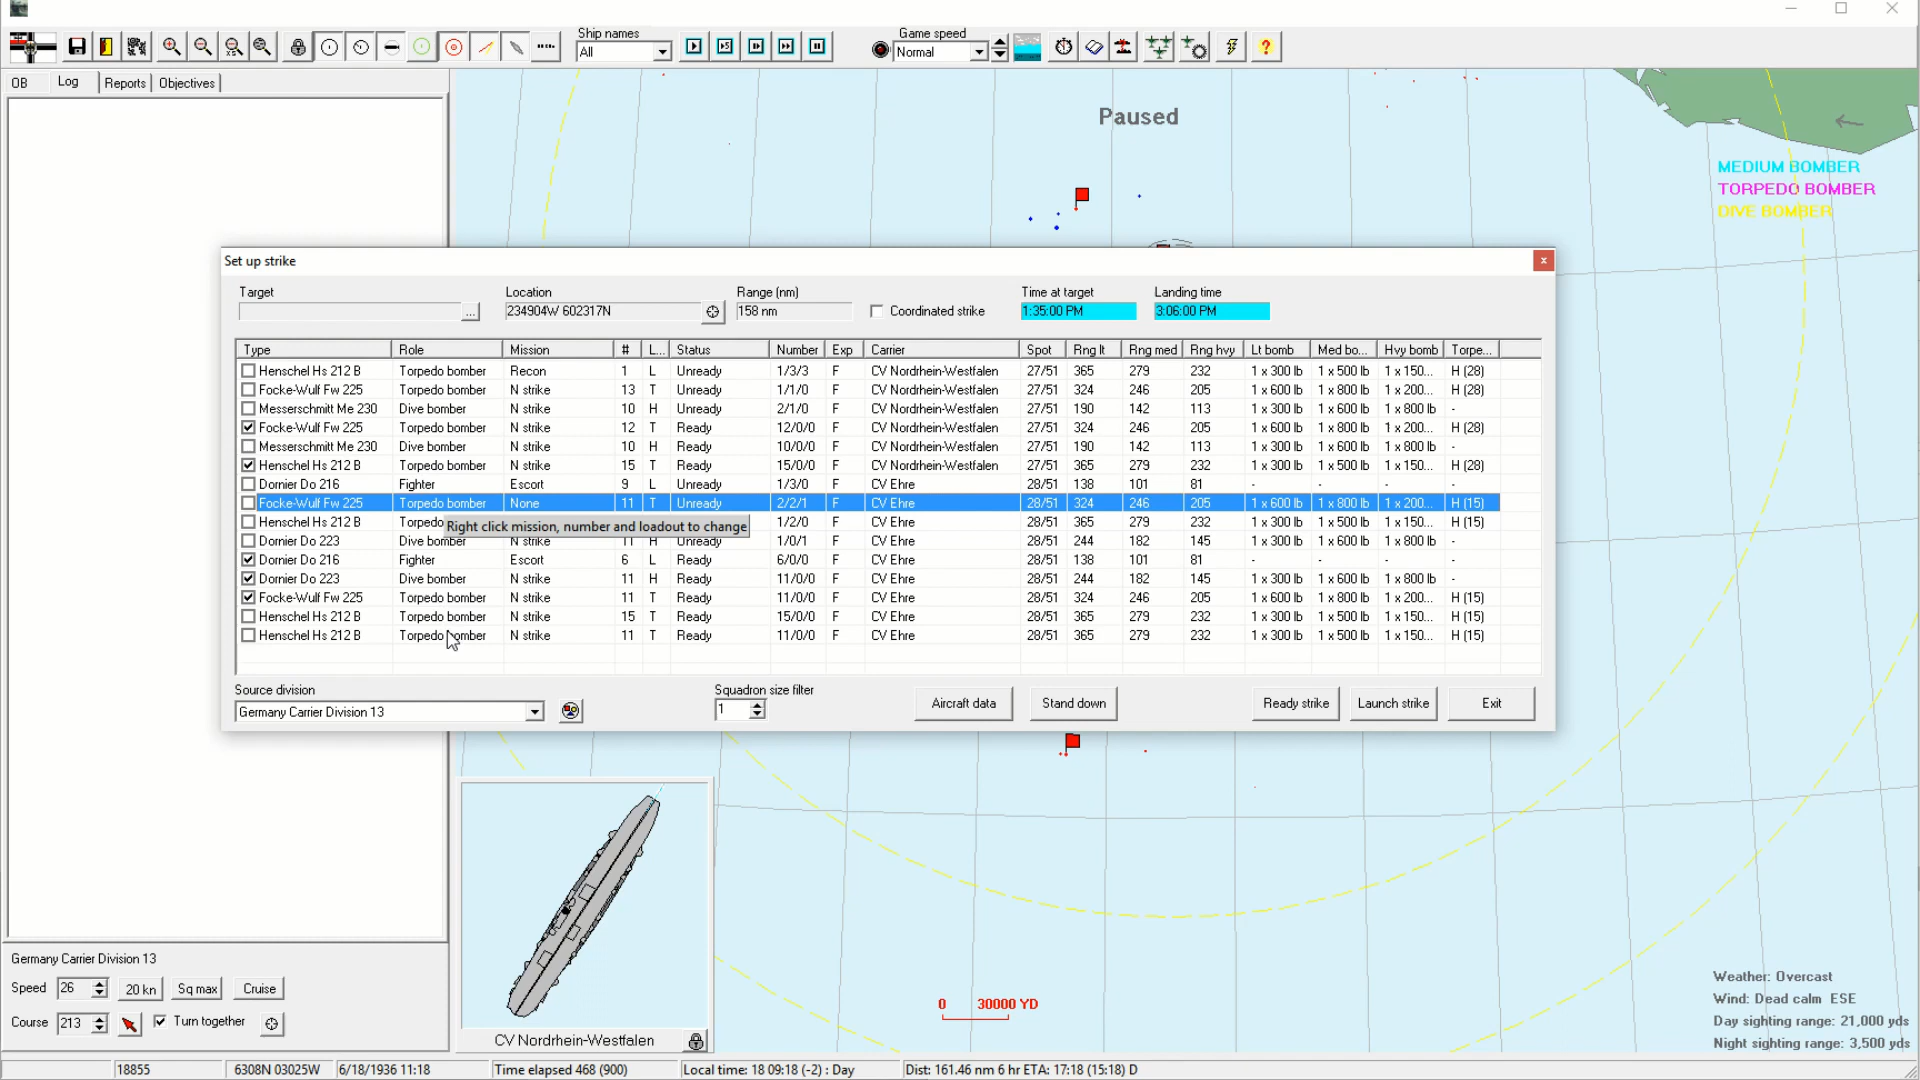 Ship names
All
Game speed
Normal
OB Log Reports Objectives
Paused
MEDIUM BOMBER
TORPEDO BOMBER
DIVE BOMBER
Set up strike
Target Location Range (nm) Time at target Landing time
... 234904W 602317N 158 nm Coordinated strike 1:35:00 PM 3:06:00 PM
Type Role Mission # L... Status Number Exp Carrier Spot Rng lt Rng med Rng hvy Lt bomb Med bo... Hvy bomb Torpe...
Henschel Hs 212 B Torpedo bomber Recon 1 L Unready 1/3/3 F CV Nordrhein-Westfalen 27/51 365 279 232 1 x 300 lb 1 x 500 lb 1 x 150... H (28)
Focke-Wulf Fw 225 Torpedo bomber N strike 13 T Unready 1/1/0 F CV Nordrhein-Westfalen 27/51 324 246 205 1 x 600 lb 1 x 800 lb 1 x 200... H (28)
Messerschmitt Me 230 Dive bomber N strike 10 H Unready 2/1/0 F CV Nordrhein-Westfalen 27/51 190 142 113 1 x 300 lb 1 x 600 lb 1 x 800 lb -
Focke-Wulf Fw 225 Torpedo bomber N strike 12 T Ready 12/0/0 F CV Nordrhein-Westfalen 27/51 324 246 205 1 x 600 lb 1 x 800 lb 1 x 200... H (28)
Messerschmitt Me 230 Dive bomber N strike 10 H Ready 10/0/0 F CV Nordrhein-Westfalen 27/51 190 142 113 1 x 300 lb 1 x 600 lb 1 x 800 lb -
Henschel Hs 212 B Torpedo bomber N strike 15 T Ready 15/0/0 F CV Nordrhein-Westfalen 27/51 365 279 232 1 x 300 lb 1 x 500 lb 1 x 150... H (28)
Dornier Do 216 Fighter Escort 9 L Unready 1/3/0 F CV Ehre 28/51 138 101 81 - - - -
Focke-Wulf Fw 225 Torpedo bomber None 11 T Unready 2/2/1 F CV Ehre 28/51 324 246 205 1 x 600 lb 1 x 800 lb 1 x 200... H (15)
Henschel Hs 212 B Torpedo 1/2/0 F CV Ehre 28/51 365 279 232 1 x 300 lb 1 x 500 lb 1 x 150... H (15)
Right click mission, number and loadout to change
Dornier Do 223 Dive bomber N strike 11 H Unready 1/0/1 F CV Ehre 28/51 244 182 145 1 x 300 lb 1 x 600 lb 1 x 800 lb -
Dornier Do 216 Fighter Escort 6 L Ready 6/0/0 F CV Ehre 28/51 138 101 81 - - - -
Dornier Do 223 Dive bomber N strike 11 H Ready 11/0/0 F CV Ehre 28/51 244 182 145 1 x 300 lb 1 x 600 lb 1 x 800 lb -
Focke-Wulf Fw 225 Torpedo bomber N strike 11 T Ready 11/0/0 F CV Ehre 28/51 324 246 205 1 x 600 lb 1 x 800 lb 1 x 200... H (15)
Henschel Hs 212 B Torpedo bomber N strike 15 T Ready 15/0/0 F CV Ehre 28/51 365 279 232 1 x 300 lb 1 x 500 lb 1 x 150... H (15)
Henschel Hs 212 B Torpedo bomber N strike 11 T Ready 11/0/0 F CV Ehre 28/51 365 279 232 1 x 300 lb 1 x 500 lb 1 x 150... H (15)
Source division Squadron size filter
Germany Carrier Division 13 1 Aircraft data Stand down Ready strike Launch strike Exit
CV Nordrhein-Westfalen
0 30000 YD
Germany Carrier Division 13
Speed 26 20 kn Sq max Cruise
Course 213 Turn together
Weather: Overcast
Wind: Dead calm ESE
Day sighting range: 21,000 yds
Night sighting range: 3,500 yds
18855 6308N 03025W 6/18/1936 11:18 Time elapsed 468 (900) Local time: 18 09:18 (-2) : Day Dist: 161.46 nm 6 hr ETA: 17:18 (15:18) D